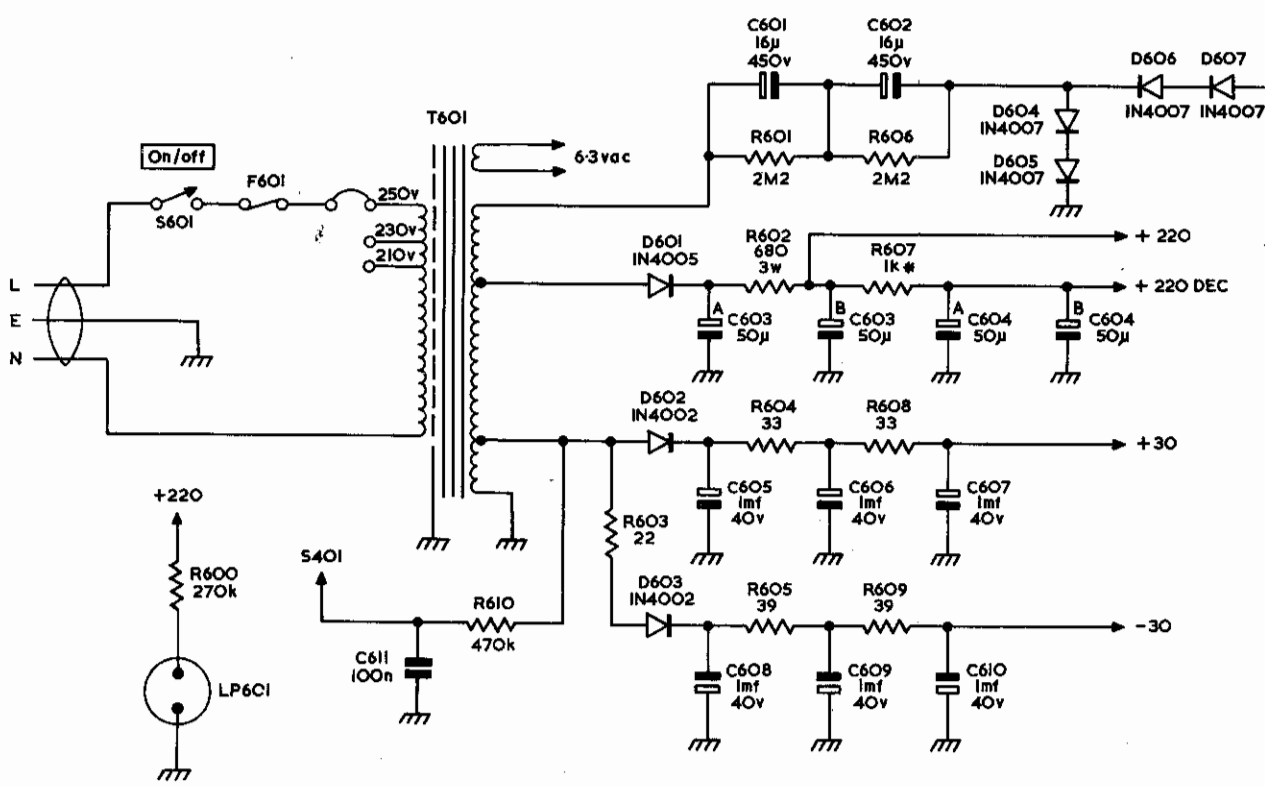 C601
16μ
450v
C602
16μ
450v
D606
IN4007
D607
IN4007
D604
IN4007
D605
IN4007
R601
2M2
R606
2M2
T601
6·3vac
On/off
S601
F601
250v
230v
210v
L
E
N
D601
IN4005
R602
680
3w
R607
1k*
+ 220
+ 220 DEC
A
C603
50μ
B
C603
50μ
A
C604
50μ
B
C604
50μ
D602
IN4002
R604
33
R608
33
+30
C605
1mf
40v
C606
1mf
40v
C607
1mf
40v
R603
22
D603
IN4002
R605
39
R609
39
-30
C608
1mf
40v
C609
1mf
40v
C610
1mf
40v
+220
R600
270k
LP601
S401
R610
470k
C611
100n